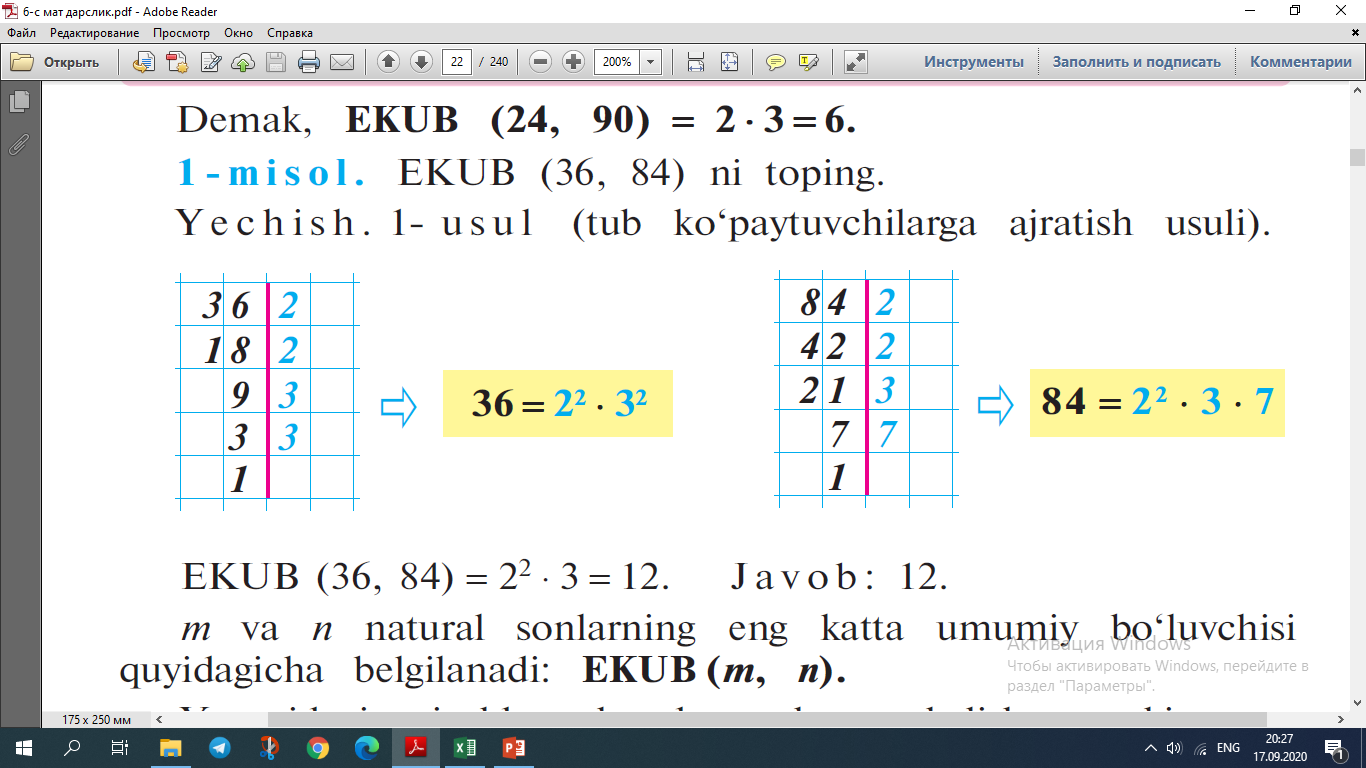 6-с мат дарслик.pdf - Adobe Reader
Файл Редактирование Просмотр Окно Справка
Открыть 22 / 240 200% Инструменты Заполнить и подписать Комментарии
Demak, EKUB (24, 90) = 2 · 3 = 6.
1-misol. EKUB (36, 84) ni toping.
Yechish. 1- usul (tub ko‘paytuvchilarga ajratish usuli).
36 2
18 2
9 3
3 3
1
36 = 2² · 3²
84 2
42 2
21 3
7 7
1
84 = 2² · 3 · 7
EKUB (36, 84) = 2² · 3 = 12. Javob: 12.
m va n natural sonlarning eng katta umumiy bo‘luvchisi
quyidagicha belgilanadi: EKUB (m, n).
Активация Windows
Чтобы активировать Windows, перейдите в
раздел "Параметры".
175 x 250 мм
ENG
20:27
17.09.2020
1